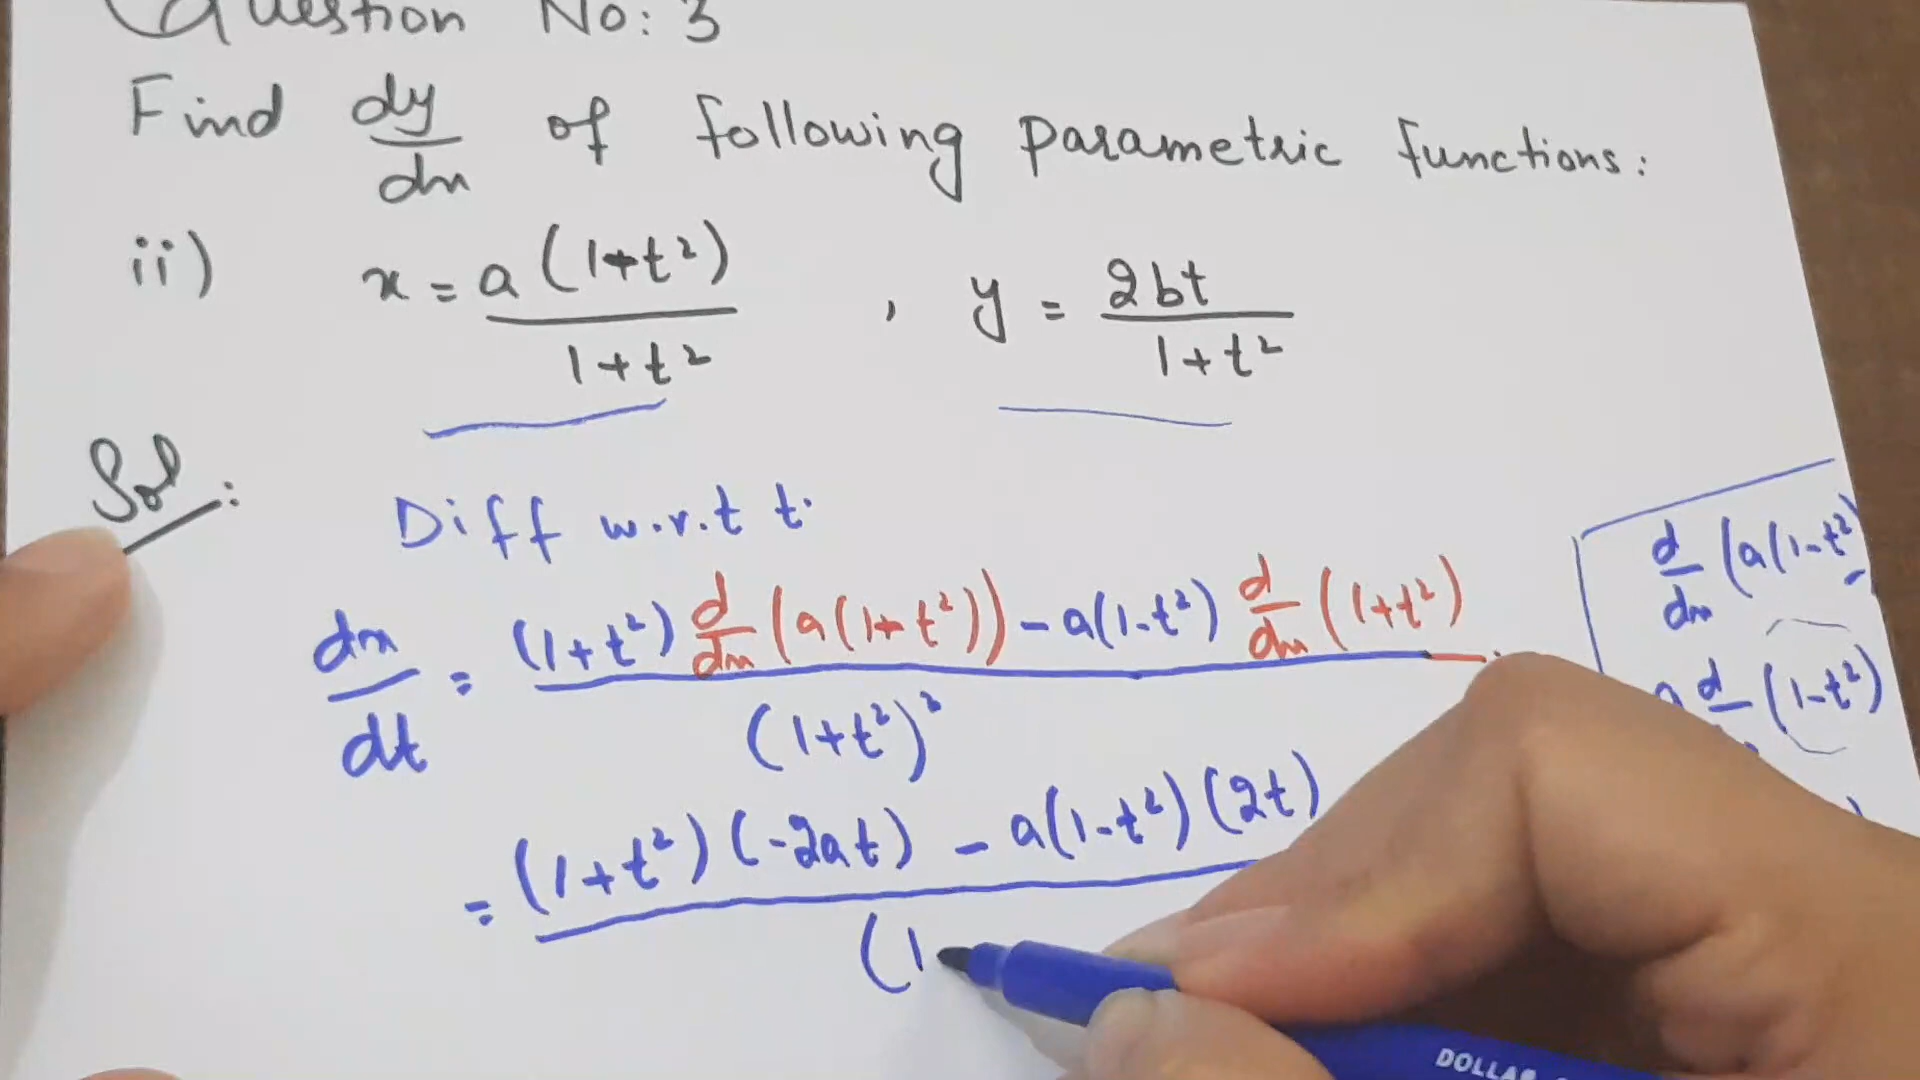 Question No: 3
Find dy/dx of following parametric functions:
ii) x = a(1-t²)/1+t² , y = 2bt/1+t²
Sol:
Diff w.r.t t.
dx/dt = (1+t²) d/dx (a(1-t²)) - a(1-t²) d/dx (1+t²) / (1+t²)²
= (1+t²)(-2at) - a(1-t²)(2t) / (1
d/dx (a(1-t²)
a d/ (1-t²)
DOLLAR